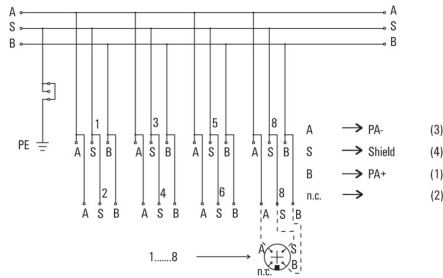 A A
S S
B B
1 3 5 8
PE
A S B A S B A S B A S B
2 4 6 8
A S B A S B A S B A S B
A PA- (3)
S Shield (4)
B PA+ (1)
n.c. (2)
A S
B
n.c.
1.......8